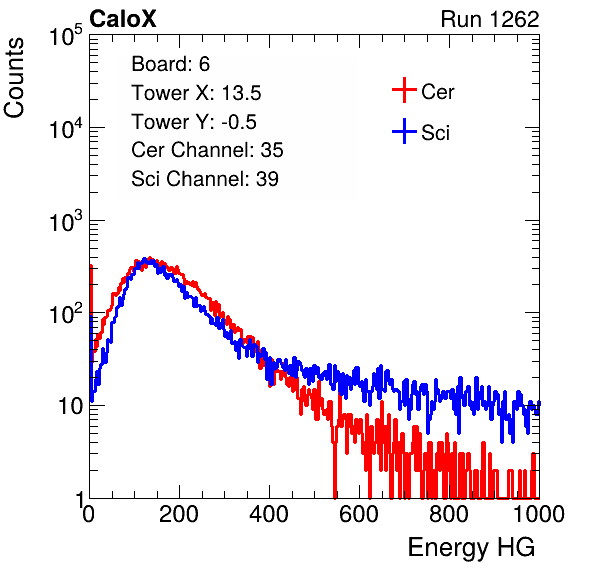 CaloX Run 1262
Counts
10^5
10^4
10^3
10^2
10
1
Board: 6
Tower X: 13.5
Tower Y: -0.5
Cer Channel: 35
Sci Channel: 39
Cer
Sci
0 200 400 600 800 1000
Energy HG